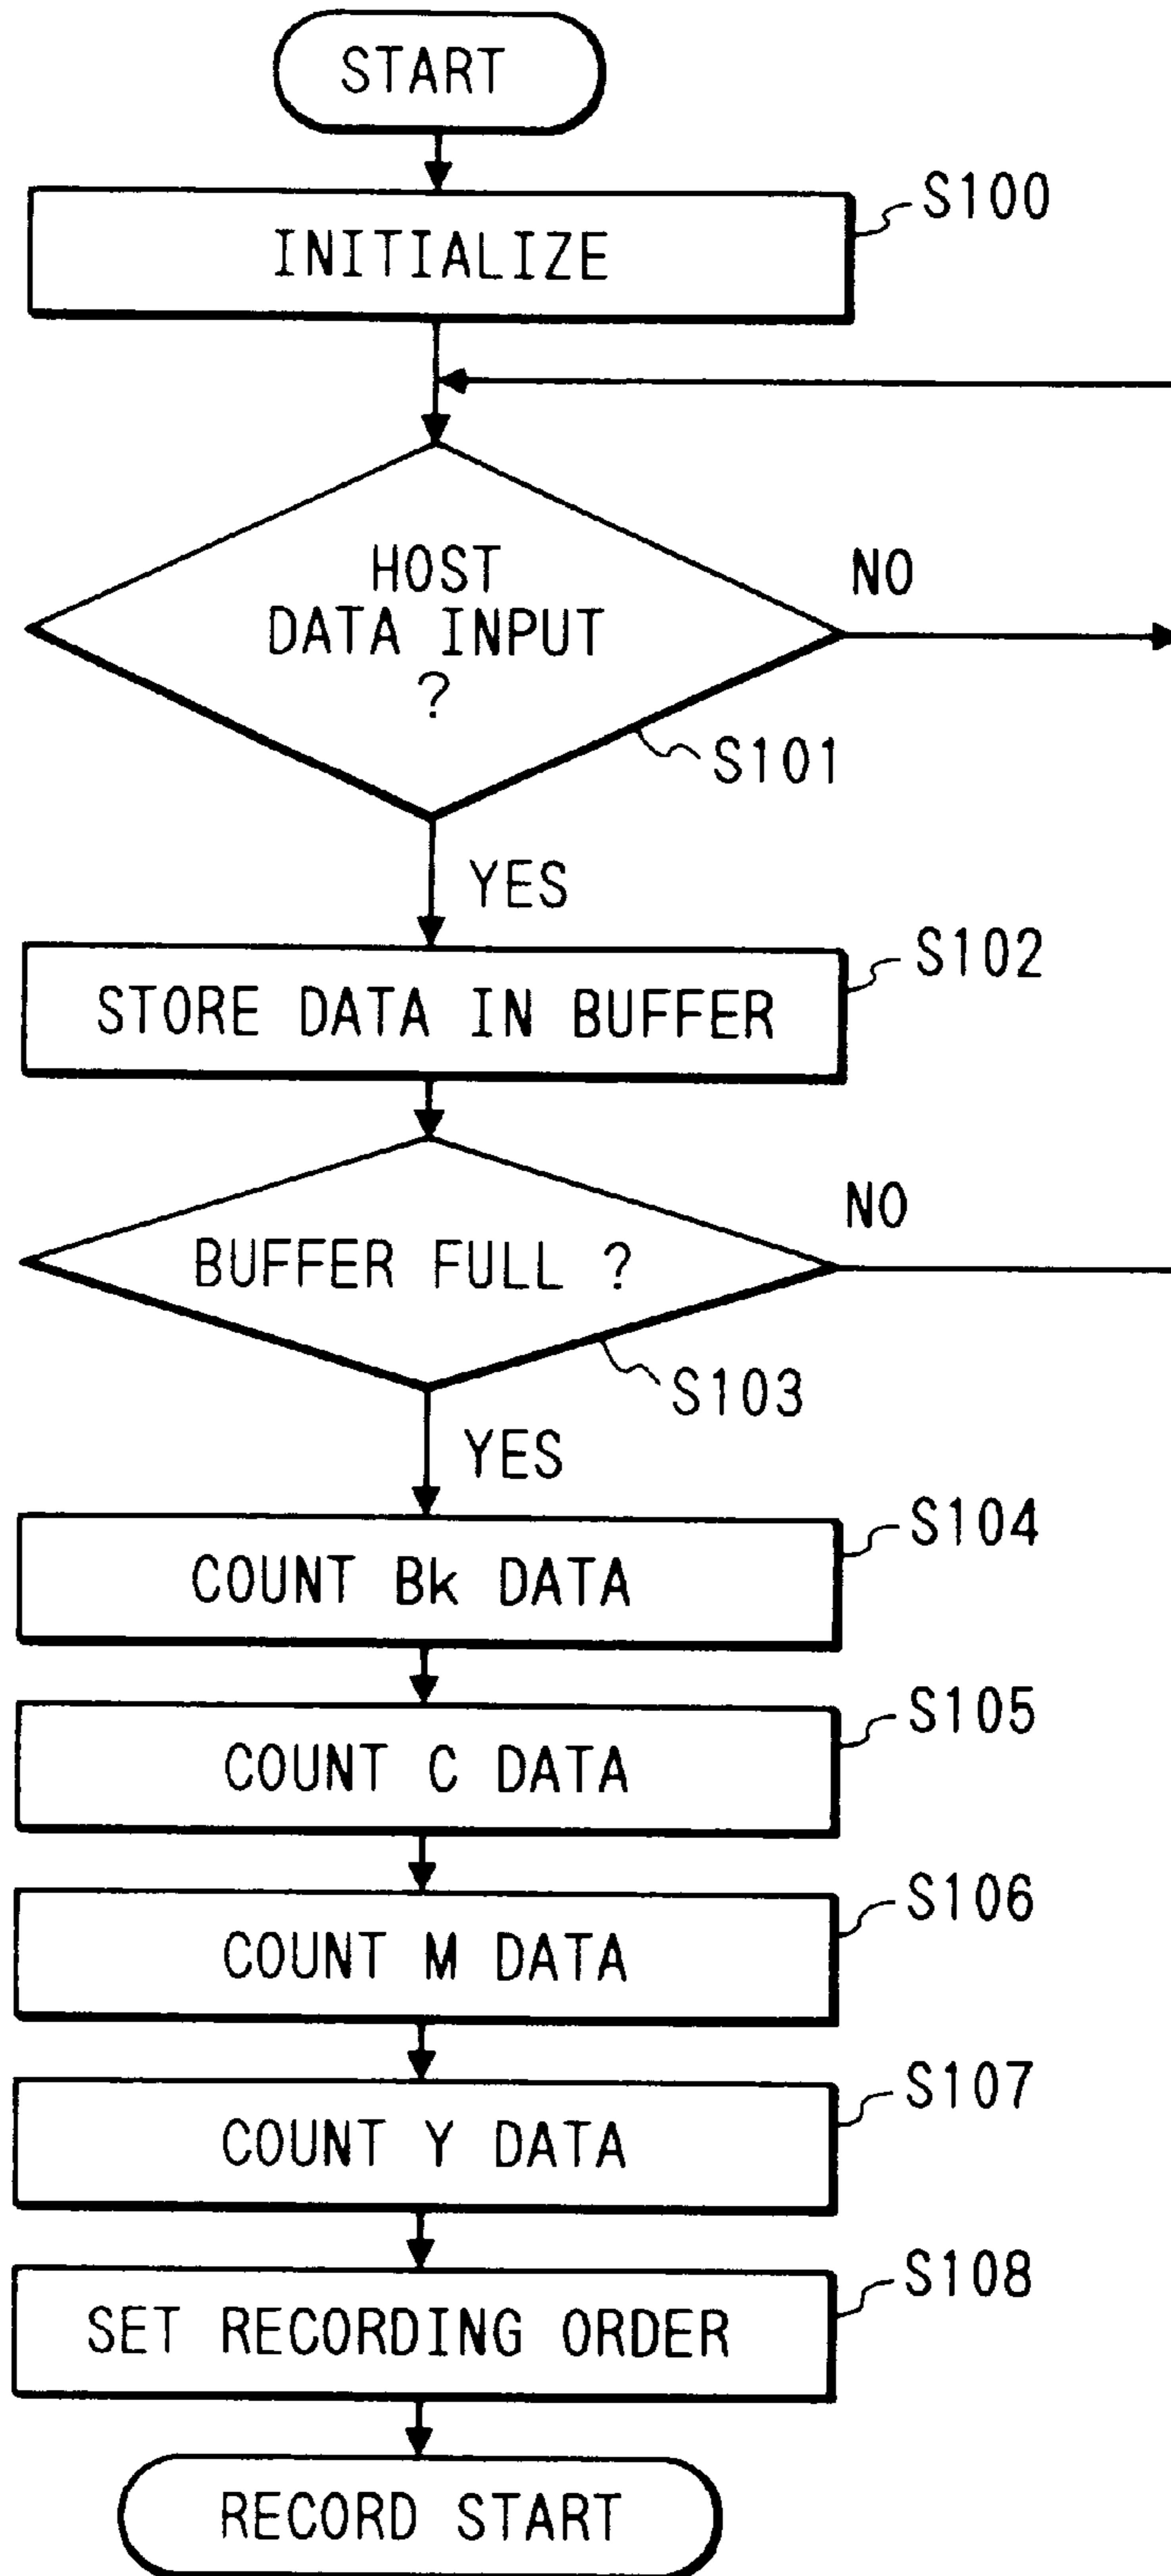 START
S100
INITIALIZE
HOST
DATA INPUT
?
NO
S101
YES
S102
STORE DATA IN BUFFER
NO
BUFFER FULL ?
S103
YES
S104
COUNT Bk DATA
S105
COUNT C DATA
S106
COUNT M DATA
S107
COUNT Y DATA
S108
SET RECORDING ORDER
RECORD START